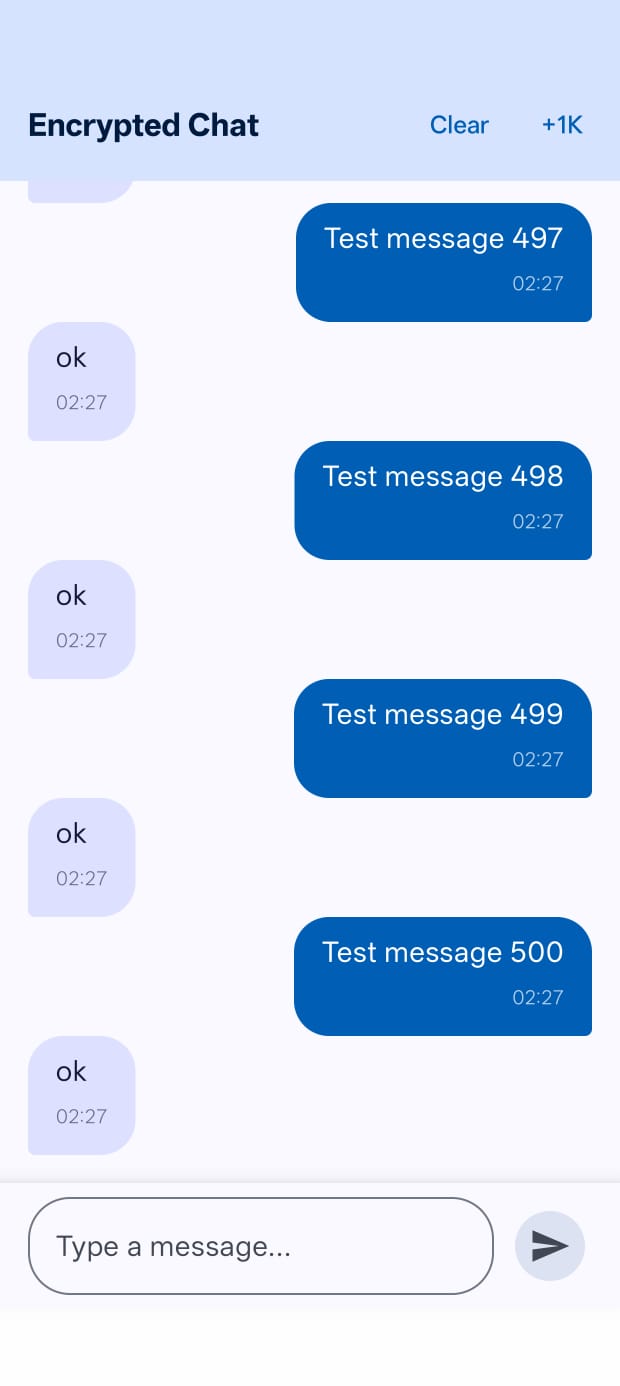 Encrypted Chat Clear +1K
Test message 497
02:27
ok
02:27
Test message 498
02:27
ok
02:27
Test message 499
02:27
ok
02:27
Test message 500
02:27
ok
02:27
Type a message...